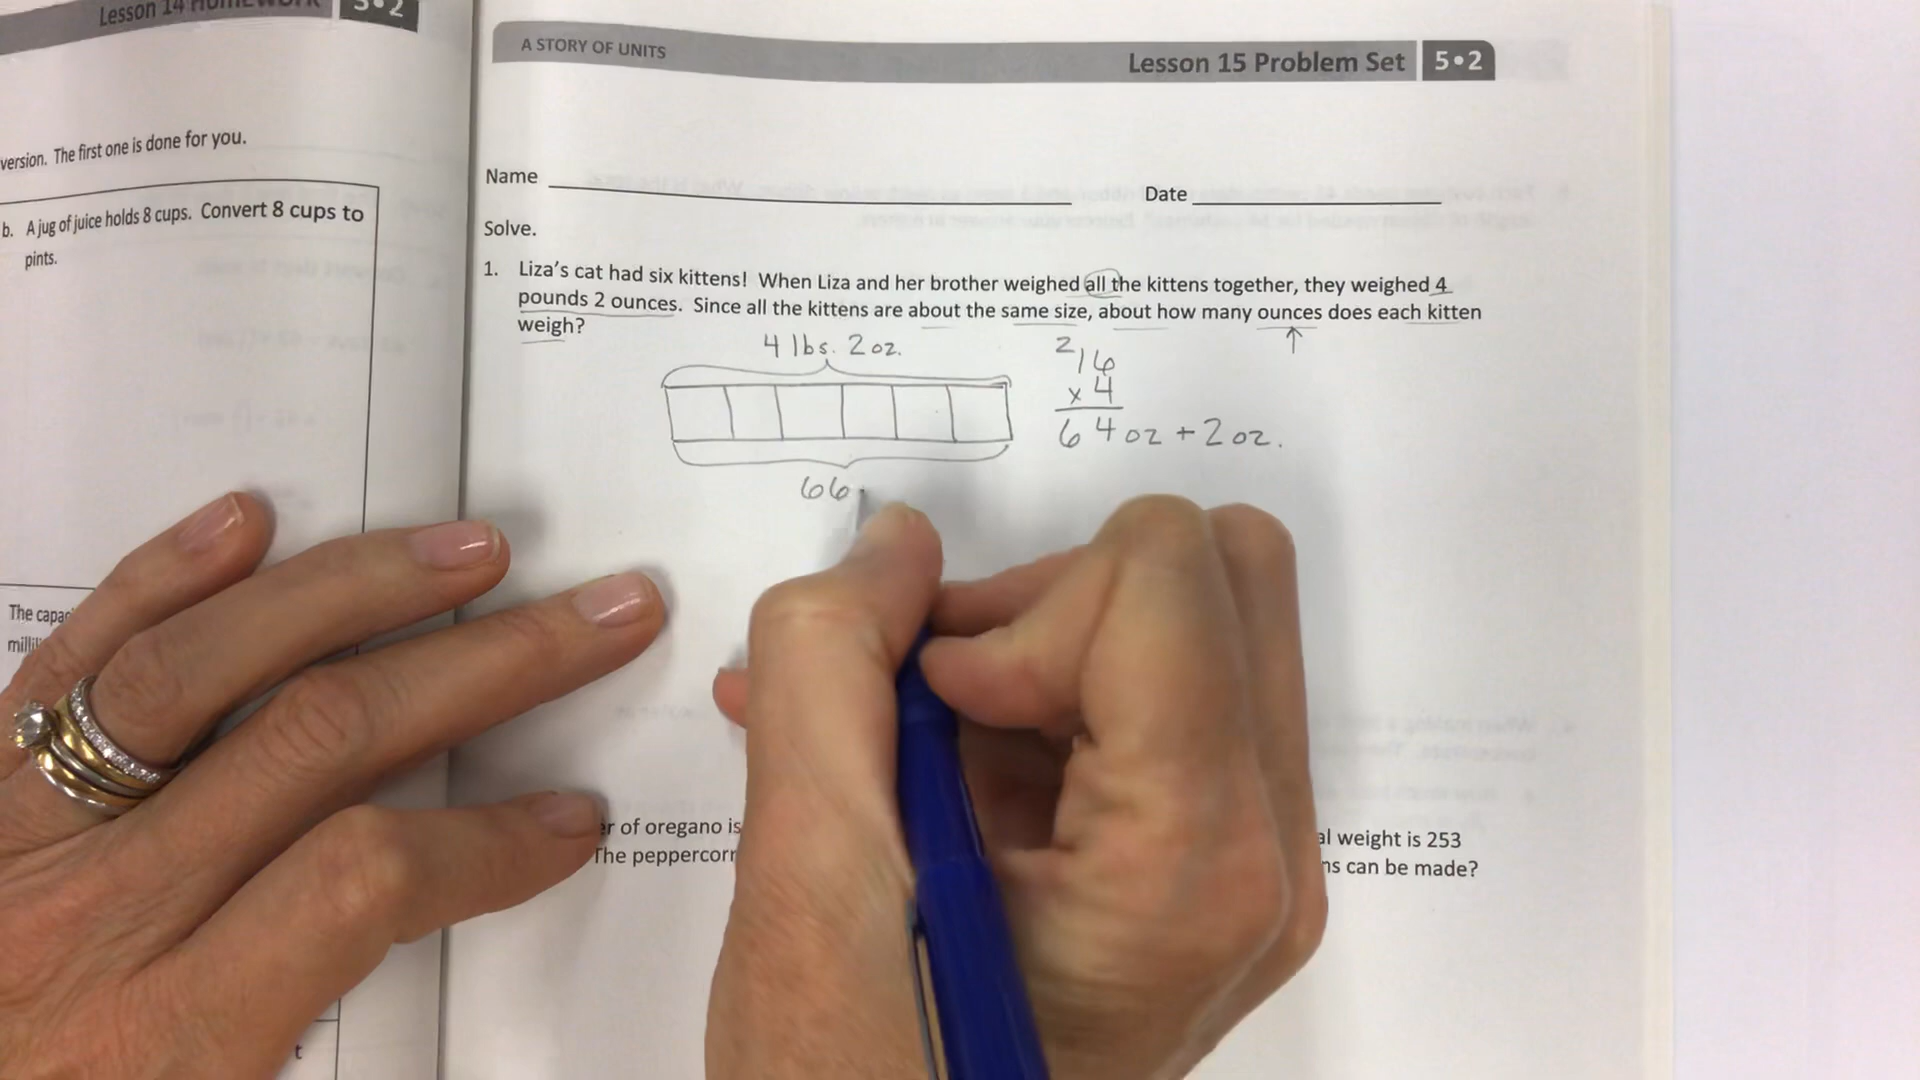 Lesson 14 Homework 5•2
version. The first one is done for you.
b. A jug of juice holds 8 cups. Convert 8 cups to
pints.
The
t
A STORY OF UNITS
Lesson 15 Problem Set 5•2
Name
Date
Solve.
1. Liza's cat had six kittens! When Liza and her brother weighed all the kittens together, they weighed 4
pounds 2 ounces. Since all the kittens are about the same size, about how many ounces does each kitten
weigh?
4 lbs. 2 oz.
2
16
x 4
64 oz + 2 oz.
66
of oregano is
weight is 253
The
can be made?